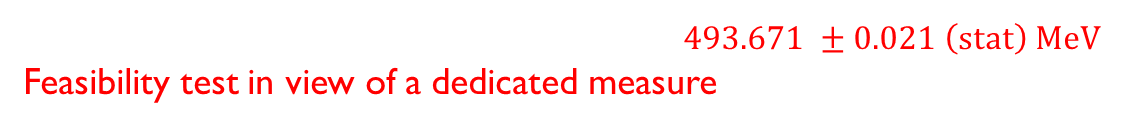 493.671 ± 0.021 (stat) MeV
Feasibility test in view of a dedicated measure